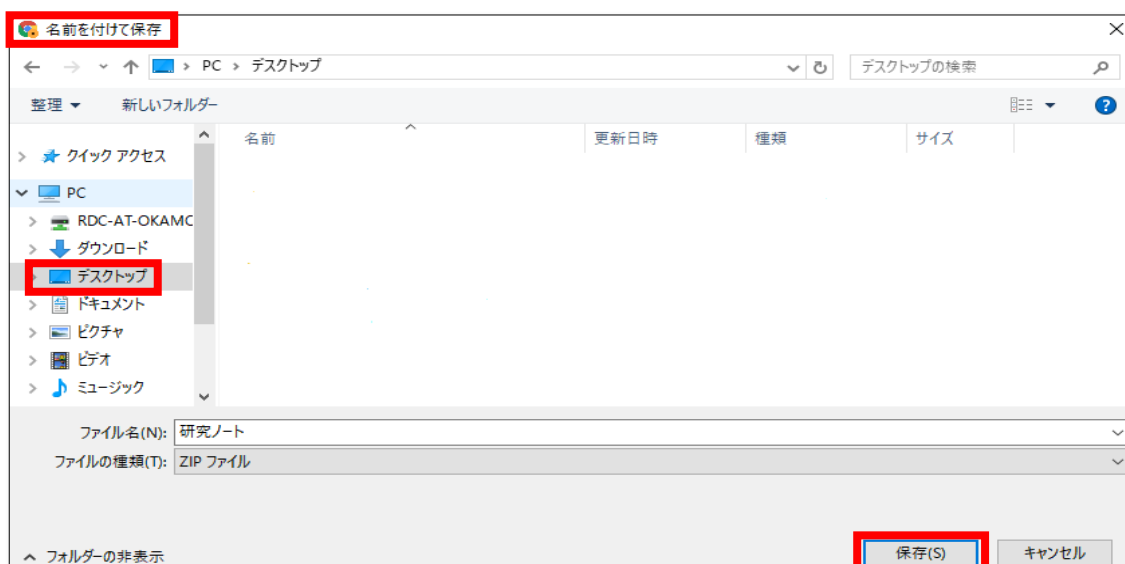 名前を付けて保存
PC > デスクトップ
デスクトップの検索
整理
新しいフォルダー
名前
更新日時
種類
サイズ
クイック アクセス
PC
RDC-AT-OKAMC
ダウンロード
デスクトップ
ドキュメント
ピクチャ
ビデオ
ミュージック
ファイル名(N): 研究ノート
ファイルの種類(T): ZIP ファイル
フォルダーの非表示
保存(S)
キャンセル